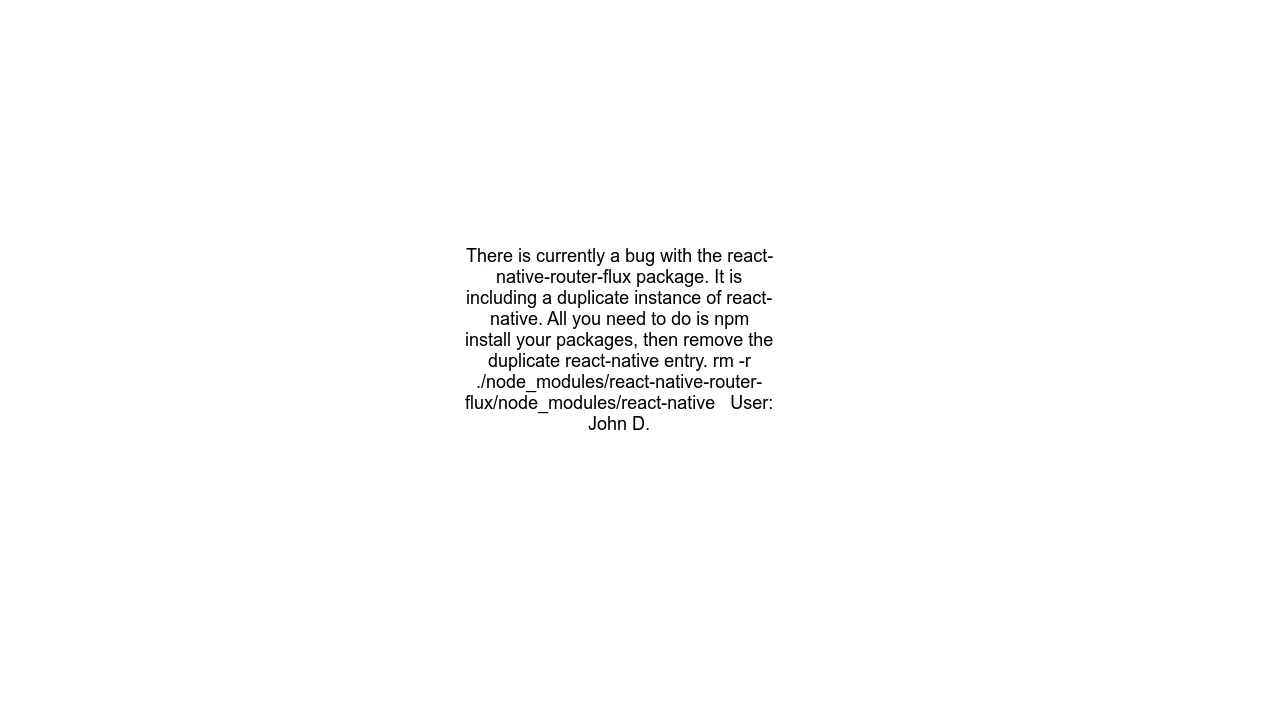 There is currently a bug with the react-
native-router-flux package. It is
including a duplicate instance of react-
native. All you need to do is npm
install your packages, then remove the
duplicate react-native entry. rm -r
./node_modules/react-native-router-
flux/node_modules/react-native   User:
John D.